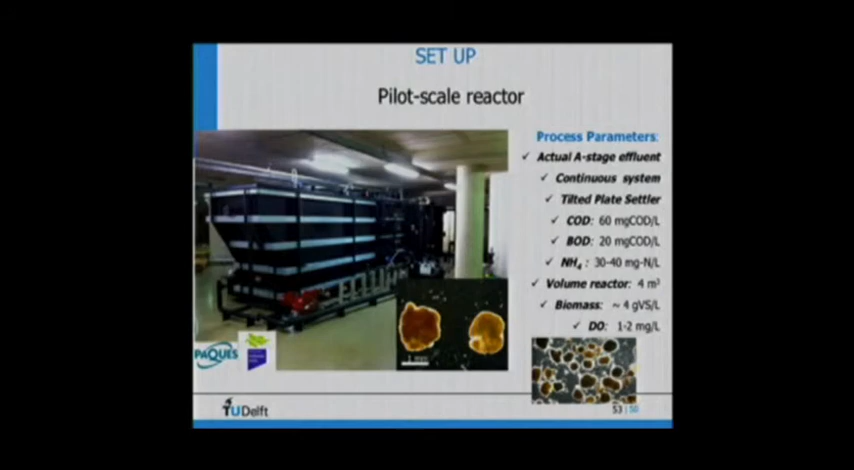 SET UP
Pilot-scale reactor
Process Parameters:
✓ Actual A-stage effluent
✓ Continuous system
✓ Tilted Plate Settler
✓ COD: 60 mgCOD/L
✓ BOD: 20 mgCOD/L
✓ NH₄ : 30-40 mg-N/L
✓ Volume reactor: 4 m³
✓ Biomass: ~ 4 gVS/L
✓ DO: 1-2 mg/L
1 mm
PAQUES
TUDelft
53 | 50